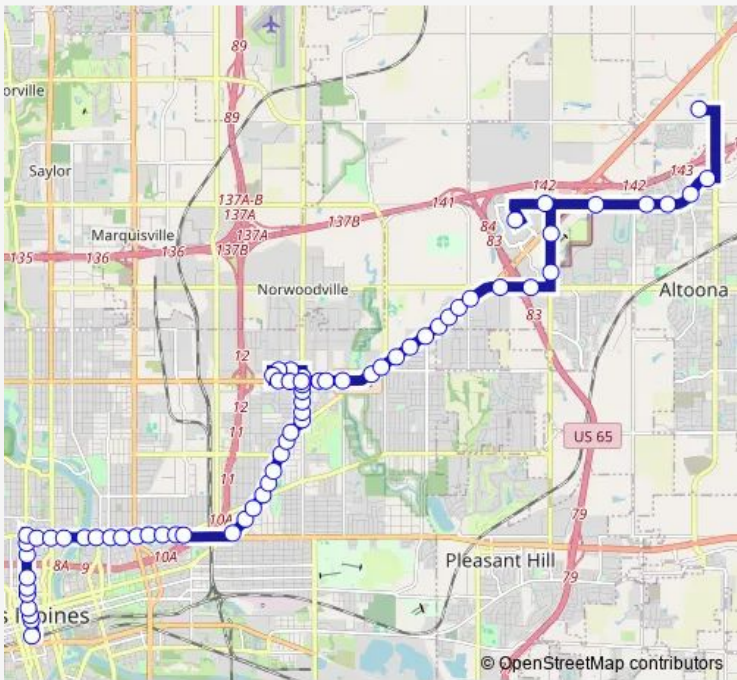 89
orville
89
Saylor
143
142
142
137A-B
141
137A
Marquisville
137B
84
137A
83
136
136
135
137B
Norwoodville
Altoona
83
12
12
11
US 65
11
79
10A
8A
9
10A
Pleasant Hill
79
s Moines
© OpenStreetMap contributors